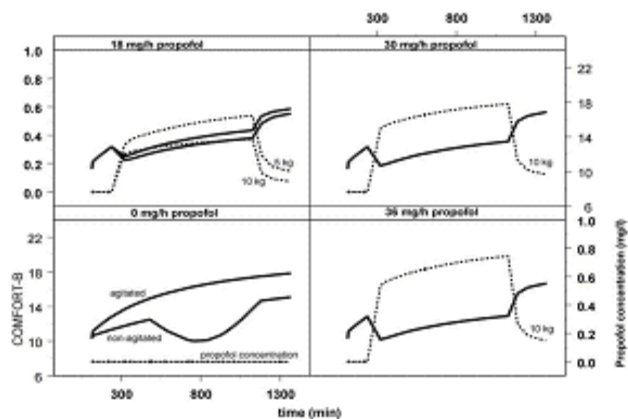 300 800 1300
18 mg/h propofol
30 mg/h propofol
1.0
0.8
0.6
0.4
0.2
0.0
5 kg
10 kg
10 kg
22
18
14
10
6
0 mg/h propofol
36 mg/h propofol
COMFORT-B
22
18
14
10
6
agitated
non-agitated
propofol concentration
10 kg
1.0
0.8
0.6
0.4
0.2
0.0
Propofol concentration (mg/l)
300 800 1300
time (min)